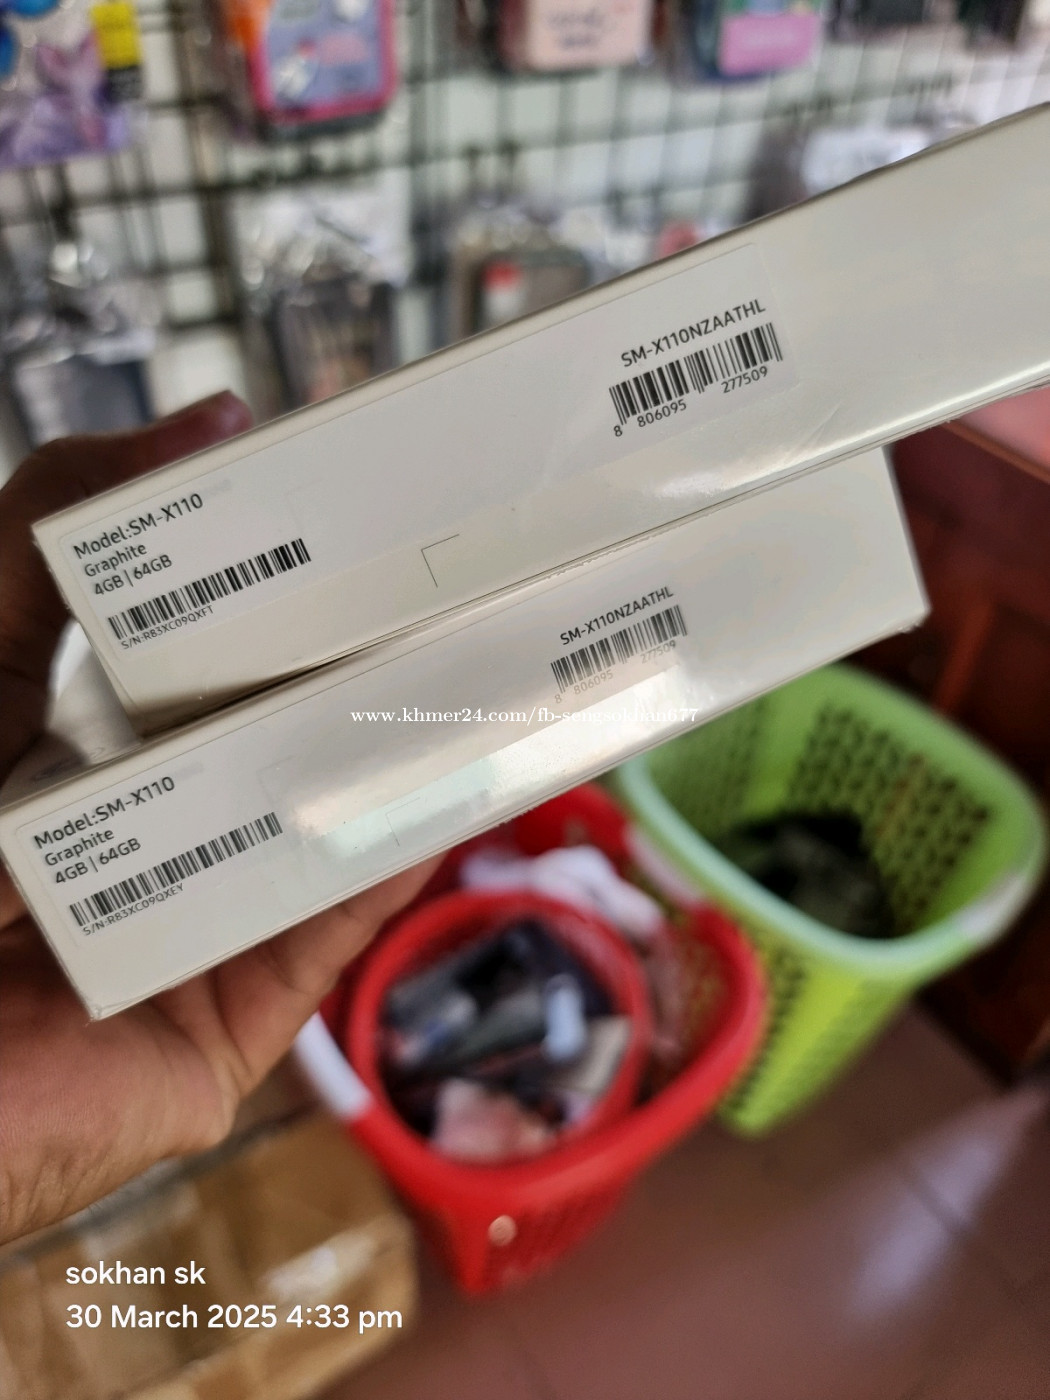 SM-X110NZAATHL
8 806095 277509
Model:SM-X110
Graphite
4GB | 64GB
S/N:R83XC09QXFT
SM-X110NZAATHL
8 806095 277509
www.khmer24.com/fb-sengsokhan677
Model:SM-X110
Graphite
4GB | 64GB
S/N:R83XC09QXEY
sokhan sk
30 March 2025 4:33 pm